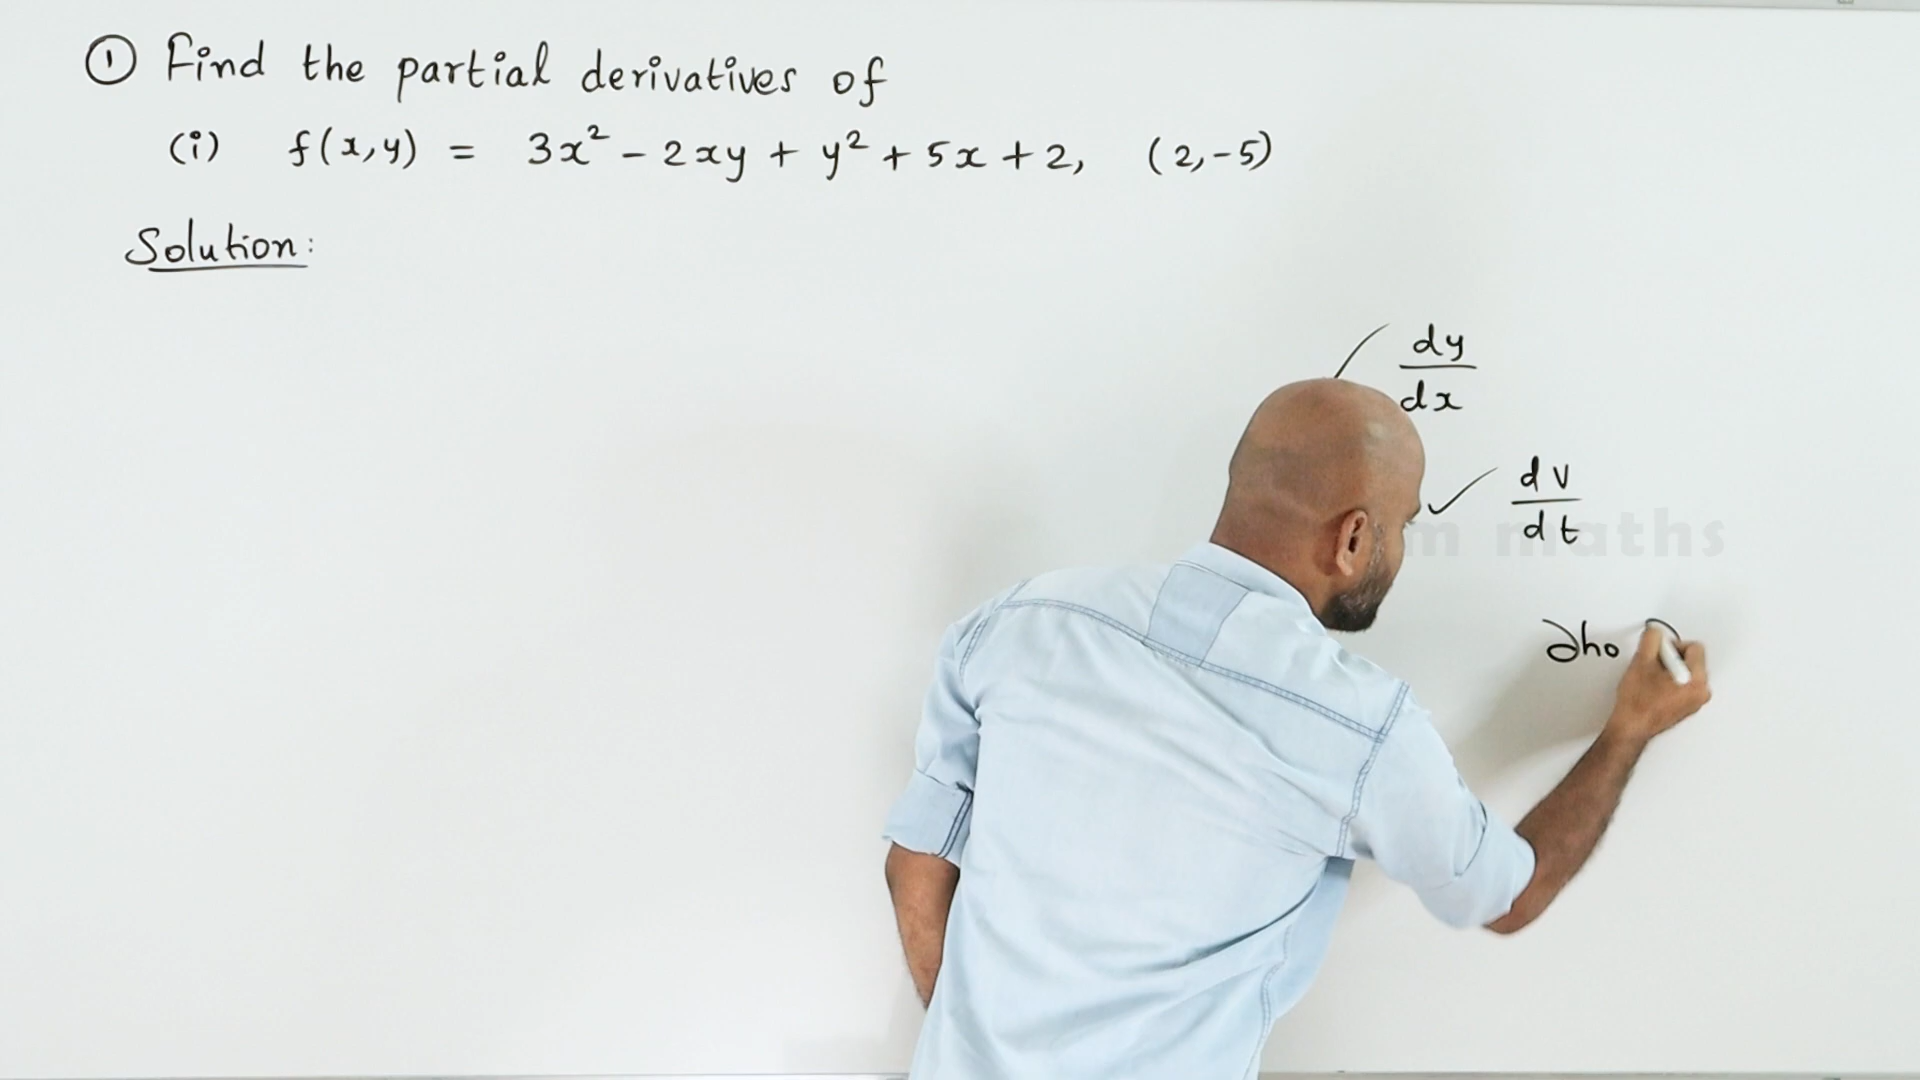 ① Find the partial derivatives of
(i) f(x,y) = 3x² - 2xy + y² + 5x + 2, (2,-5)
Solution:
dy
dx
dv
dt
m maths
∂ho